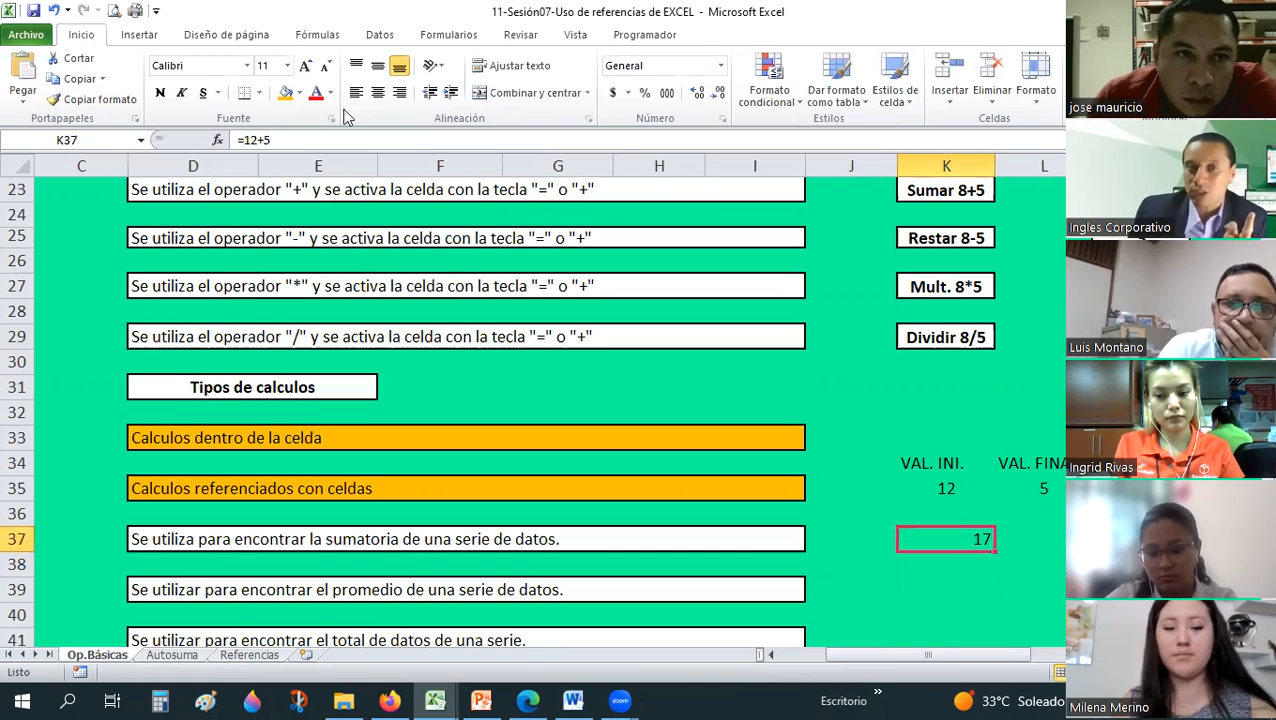 11-Sesión07-Uso de referencias de EXCEL - Microsoft Excel
Archivo Inicio Insertar Diseño de página Fórmulas Datos Formularios Revisar Vista Programador
Pegar
Cortar
Copiar
Copiar formato
Portapapeles
Calibri 11
N K S
A
Fuente
Ajustar texto
Combinar y centrar
Alineación
General
$ % 000
Número
Formato condicional
Dar formato como tabla
Estilos de celda
Estilos
Insertar Eliminar Formato
Celdas
K37 fx =12+5
C D E F G H I J K L
23 Se utiliza el operador "+" y se activa la celda con la tecla "=" o "+" Sumar 8+5
24
25 Se utiliza el operador "-" y se activa la celda con la tecla "=" o "+" Restar 8-5
26
27 Se utiliza el operador "*" y se activa la celda con la tecla "=" o "+" Mult. 8*5
28
29 Se utiliza el operador "/" y se activa la celda con la tecla "=" o "+" Dividir 8/5
30
31 Tipos de calculos
32
33 Calculos dentro de la celda
34 VAL. INI. VAL. FINA
35 Calculos referenciados con celdas 12 5
36
37 Se utiliza para encontrar la sumatoria de una serie de datos. 17
38
39 Se utilizar para encontrar el promedio de una serie de datos.
40
41 Se utilizar para encontrar el total de datos de una serie.
Op.Básicas Autosuma Referencias
Listo
zoom
Escritorio » 33°C Soleado
jose mauricio
Ingles Corporativo
Luis Montano
Ingrid Rivas
Milena Merino